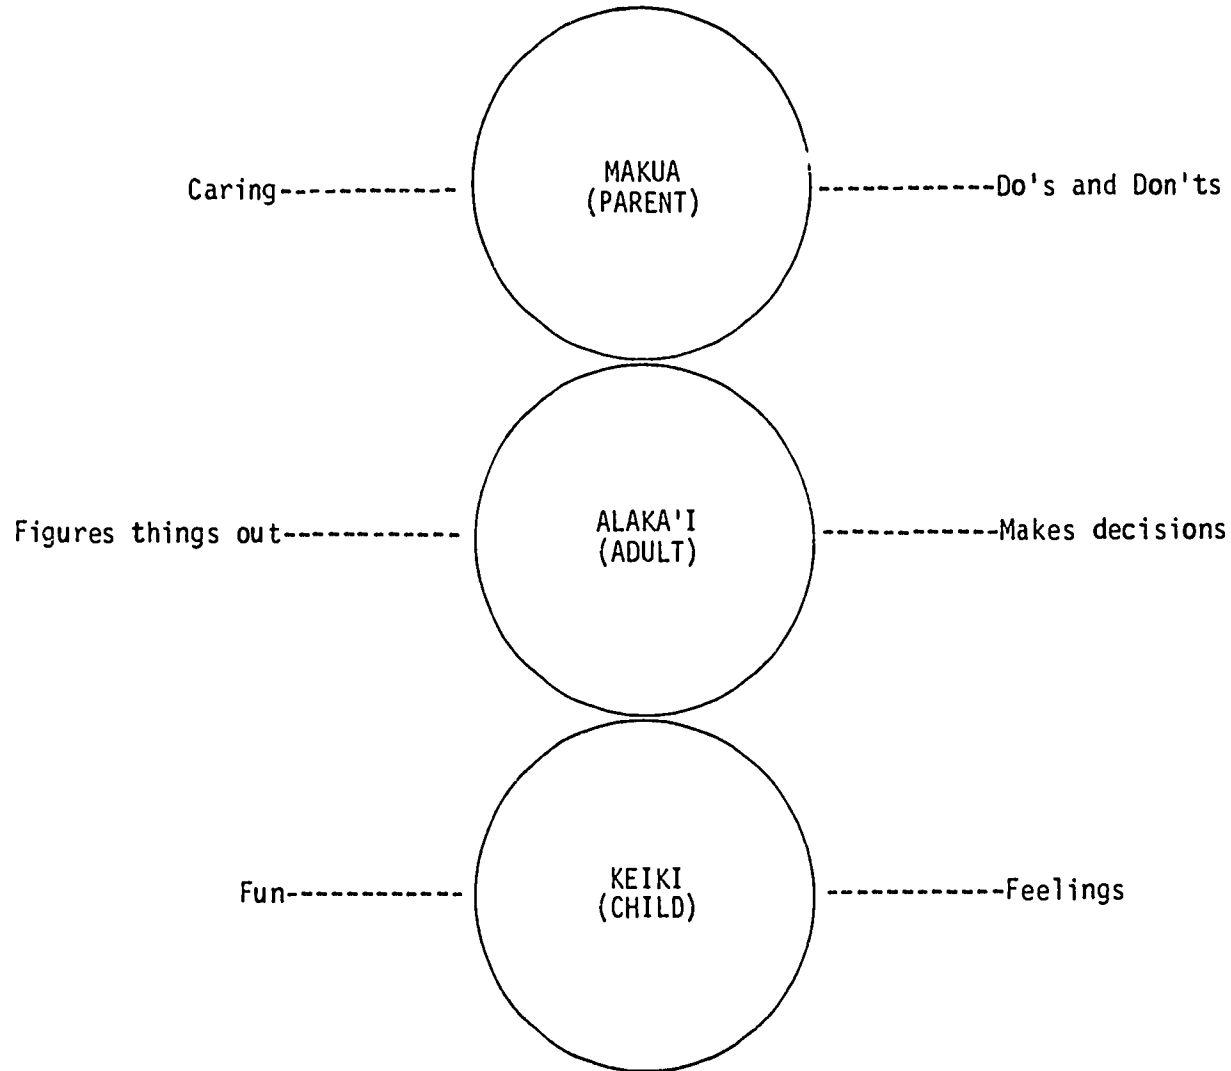 MAKUA
(PARENT)
Caring------------ ------------Do's and Don'ts
ALAKA'I
(ADULT)
Figures things out------------ ------------Makes decisions
KEIKI
(CHILD)
Fun------------ ------------Feelings